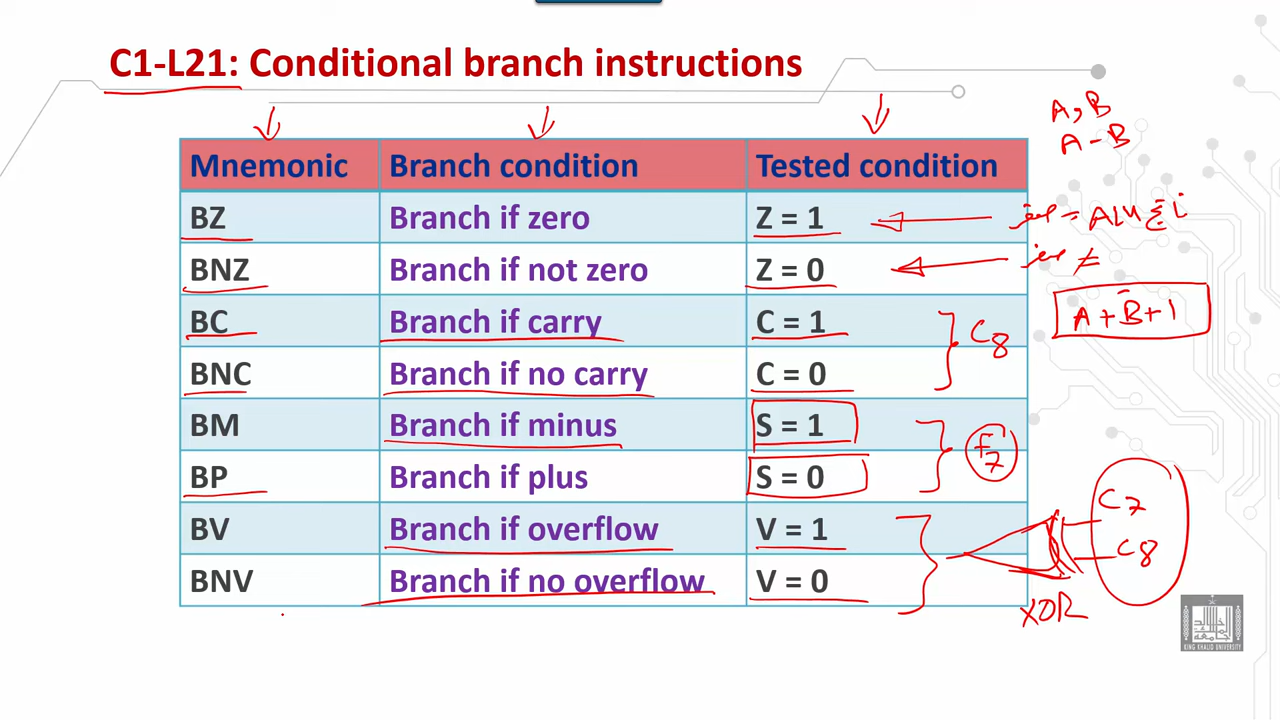 C1-L21: Conditional branch instructions
A, B
A - B
Mnemonic Branch condition Tested condition
BZ Branch if zero Z = 1
BNZ Branch if not zero Z = 0
≠
A + B̄ + 1
BC Branch if carry C = 1
C8
BNC Branch if no carry C = 0
BM Branch if minus S = 1
F7
BP Branch if plus S = 0
BV Branch if overflow V = 1
C7
C8
BNV Branch if no overflow V = 0
XOR
KING KHALID UNIVERSITY